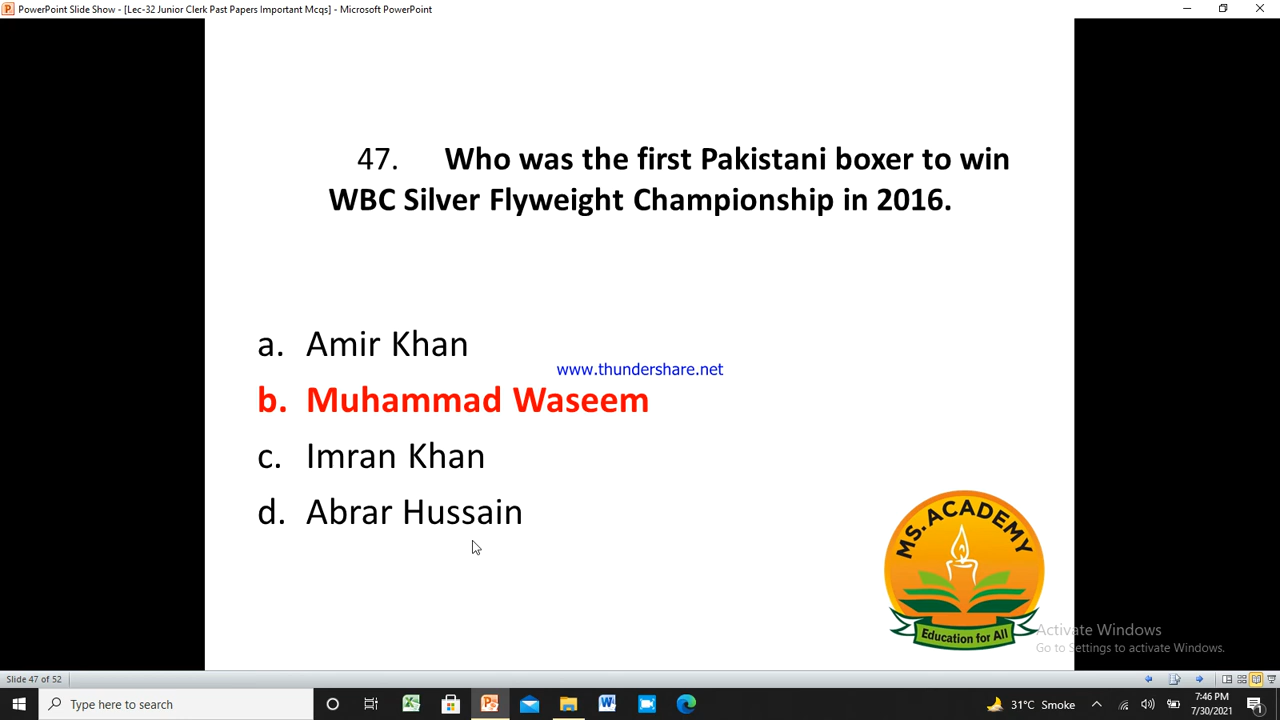 PowerPoint Slide Show - [Lec-32 Junior Clerk Past Papers Important Mcqs] - Microsoft PowerPoint
47. Who was the first Pakistani boxer to win
WBC Silver Flyweight Championship in 2016.
a. Amir Khan
www.thundershare.net
b. Muhammad Waseem
c. Imran Khan
d. Abrar Hussain
MS.ACADEMY
Education for All
Activate Windows
Go to Settings to activate Windows.
Slide 47 of 52
Type here to search
31°C Smoke
7:46 PM
7/30/2021